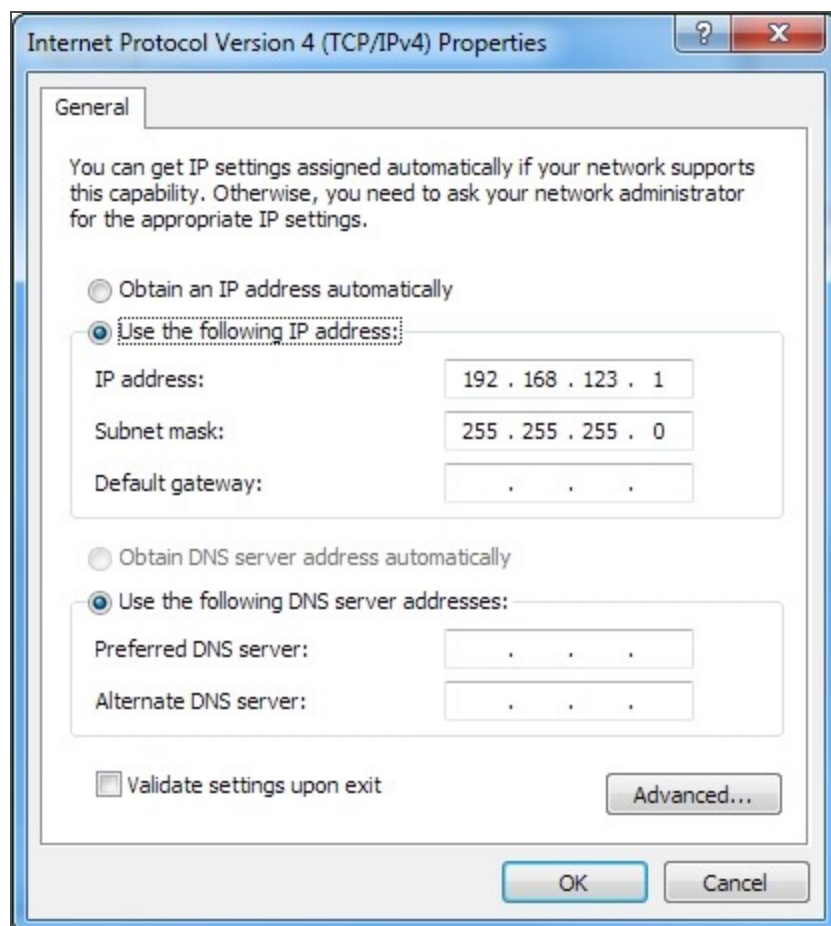 Internet Protocol Version 4 (TCP/IPv4) Properties
?
X
General
You can get IP settings assigned automatically if your network supports
this capability. Otherwise, you need to ask your network administrator
for the appropriate IP settings.
Obtain an IP address automatically
Use the following IP address:
IP address: 192 . 168 . 123 . 1
Subnet mask: 255 . 255 . 255 . 0
Default gateway: . . .
Obtain DNS server address automatically
Use the following DNS server addresses:
Preferred DNS server: . . .
Alternate DNS server: . . .
Validate settings upon exit
Advanced...
OK Cancel